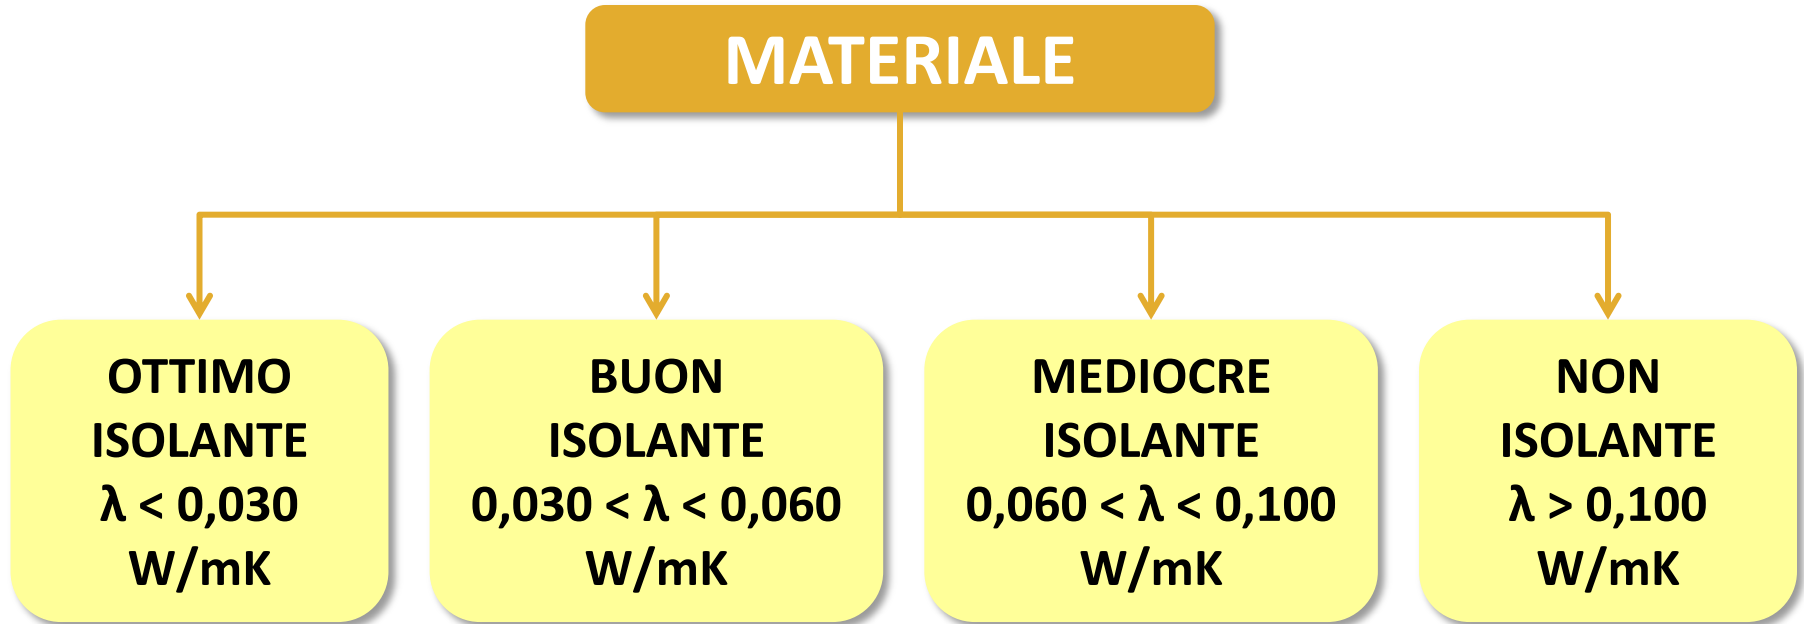 MATERIALE
OTTIMO
ISOLANTE
λ < 0,030
W/mK
BUON
ISOLANTE
0,030 < λ < 0,060
W/mK
MEDIOCRE
ISOLANTE
0,060 < λ < 0,100
W/mK
NON
ISOLANTE
λ > 0,100
W/mK